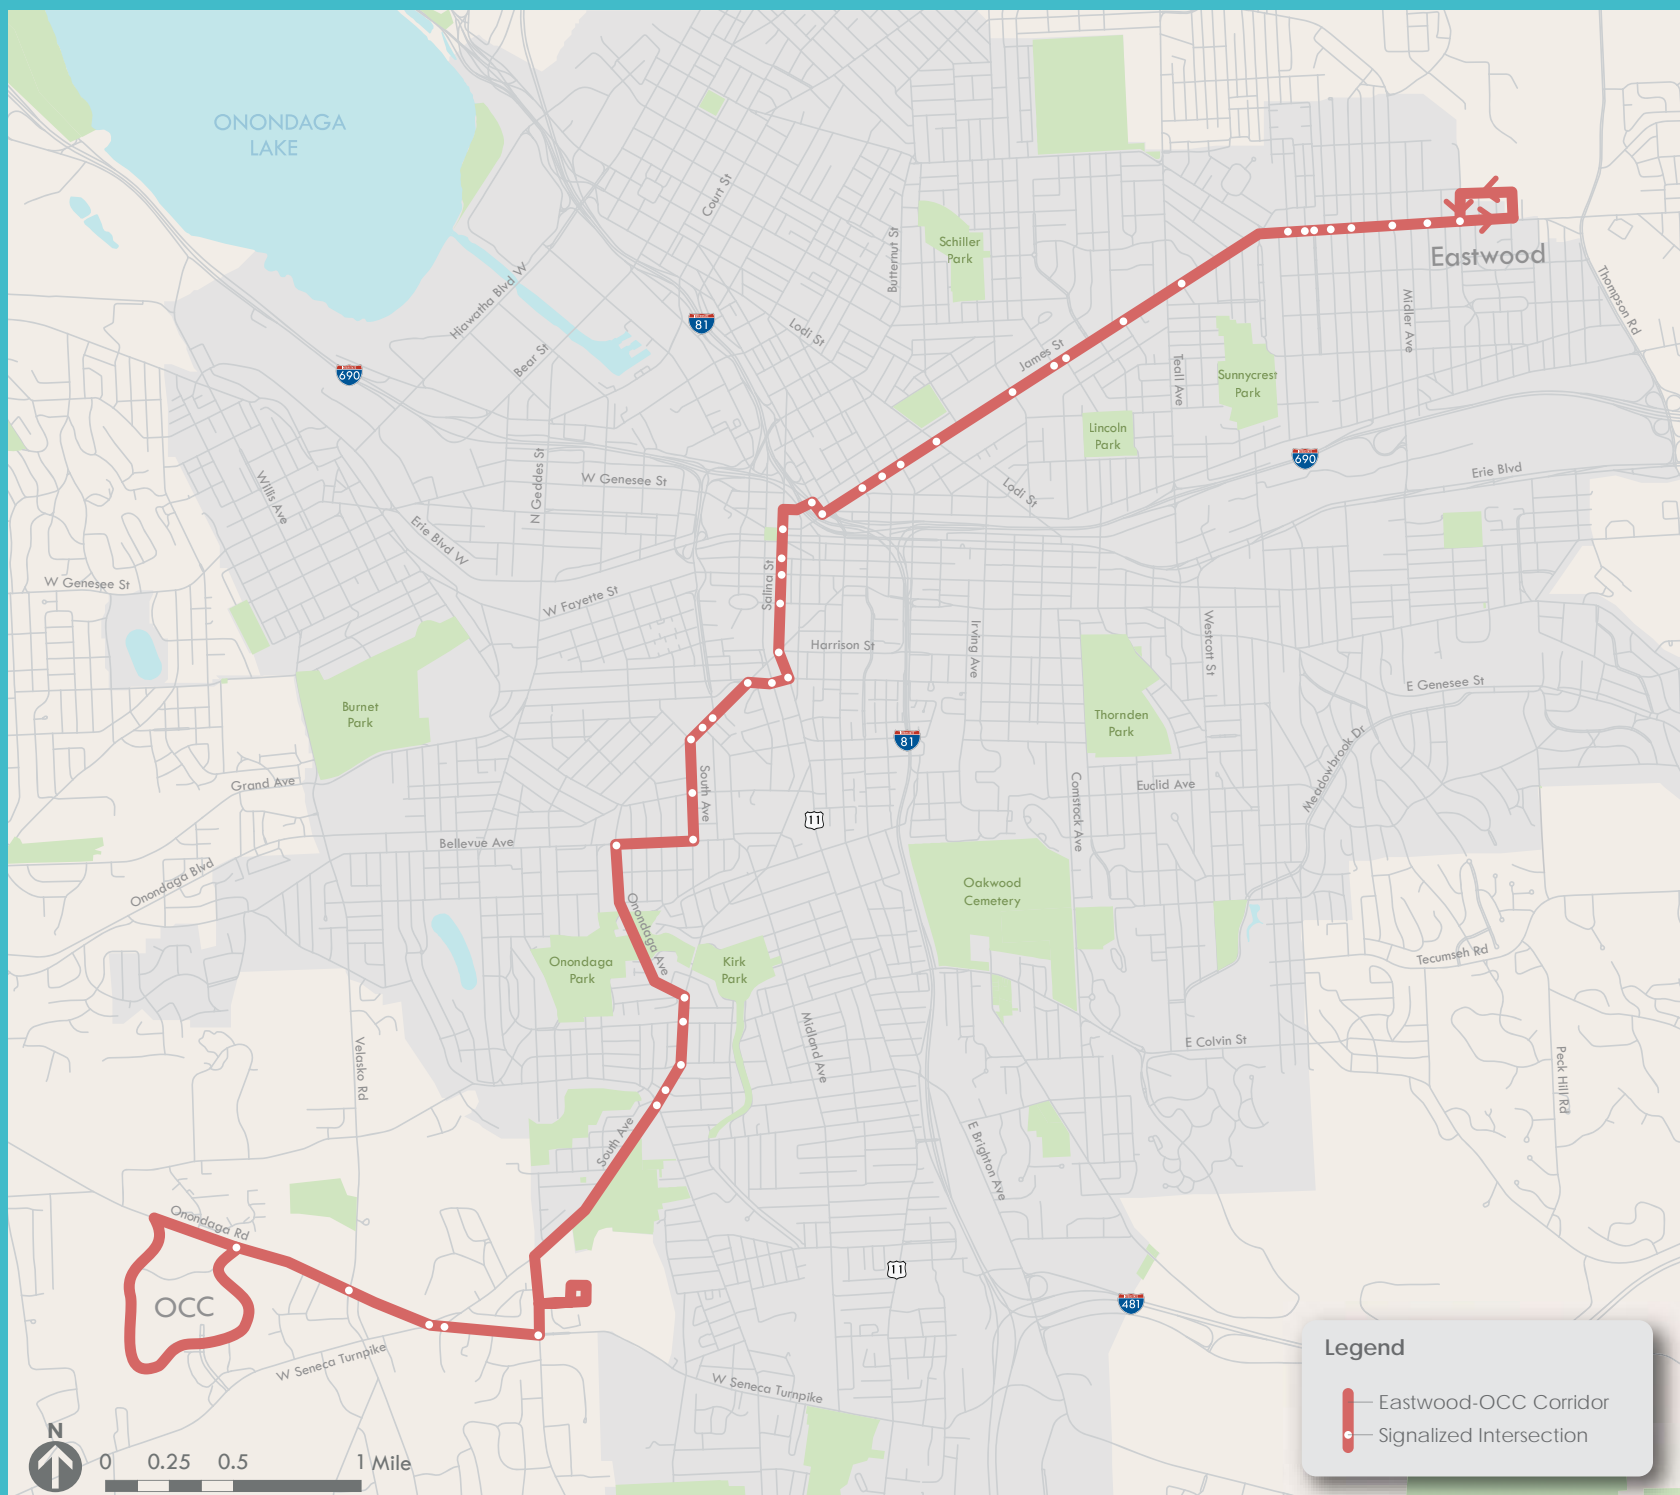 ONONDAGA
LAKE
Court St
Butternut St
Schiller
Park
Eastwood
Thompson Rd
Hiawatha Blvd W
Bear St
81
Lodi St
James St
Midler Ave
690
Teall Ave
Sunnycrest
Park
Lincoln
Park
690
Erie Blvd
Willis Ave
N Geddes St
W Genesee St
Lodi St
Erie Blvd W
W Genesee St
W Fayette St
Salina St
Harrison St
Irving Ave
Westcott St
E Genesee St
Burnet
Park
Thornden
Park
81
Meadowbrook Dr
Grand Ave
South Ave
Comstock Ave
Euclid Ave
11
Bellevue Ave
Onondaga Blvd
Oakwood
Cemetery
Onondaga Ave
Onondaga
Park
Kirk
Park
Tecumseh Rd
Midland Ave
Velasko Rd
E Colvin St
Peck Hill Rd
South Ave
E Brighton Ave
Onondaga Rd
11
OCC
481
W Seneca Turnpike
W Seneca Turnpike
Legend
Eastwood-OCC Corridor
Signalized Intersection
N
0 0.25 0.5 1 Mile